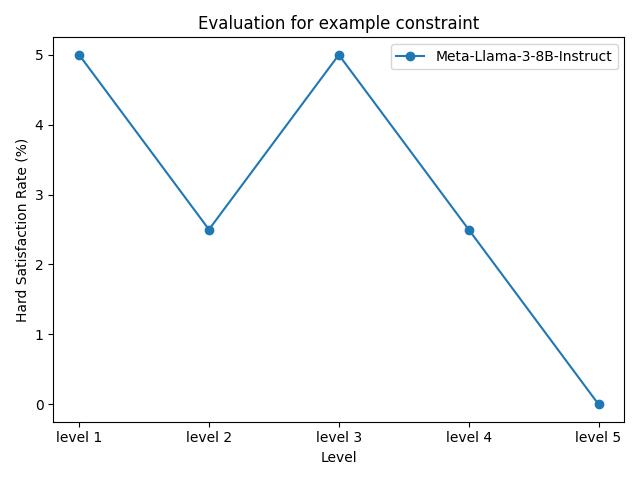 Evaluation for example constraint
Meta-Llama-3-8B-Instruct
Hard Satisfaction Rate (%)
5
4
3
2
1
0
level 1 level 2 level 3 level 4 level 5
Level